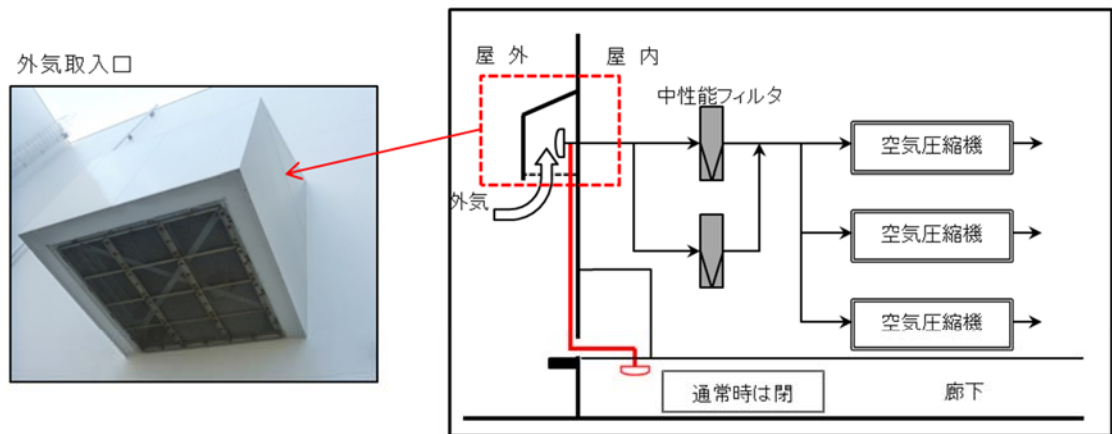 外気取入口
屋外
屋内
中性能フィルタ
空気圧縮機
外気
空気圧縮機
空気圧縮機
通常時は閉
廊下